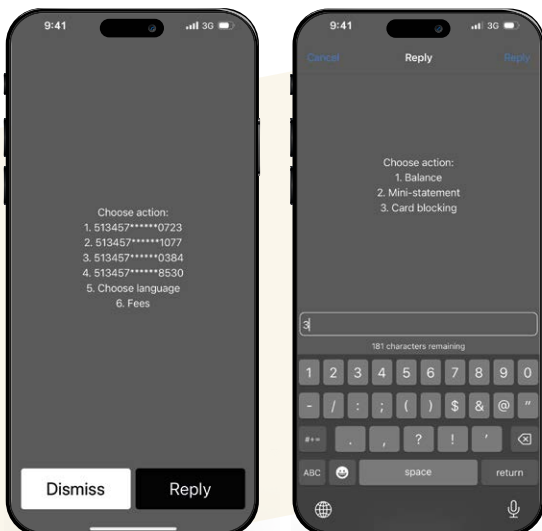 9:41
3G
Choose action:
1. 513457******0723
2. 513457******1077
3. 513457******0384
4. 513457******8530
5. Choose language
6. Fees
Dismiss
Reply
9:41
3G
Cancel
Reply
Reply
Choose action:
1. Balance
2. Mini-statement
3. Card blocking
3
181 characters remaining
1 2 3 4 5 6 7 8 9 0
- / : ; ( ) $ & @ "
#+= . , ? ! '
ABC space return